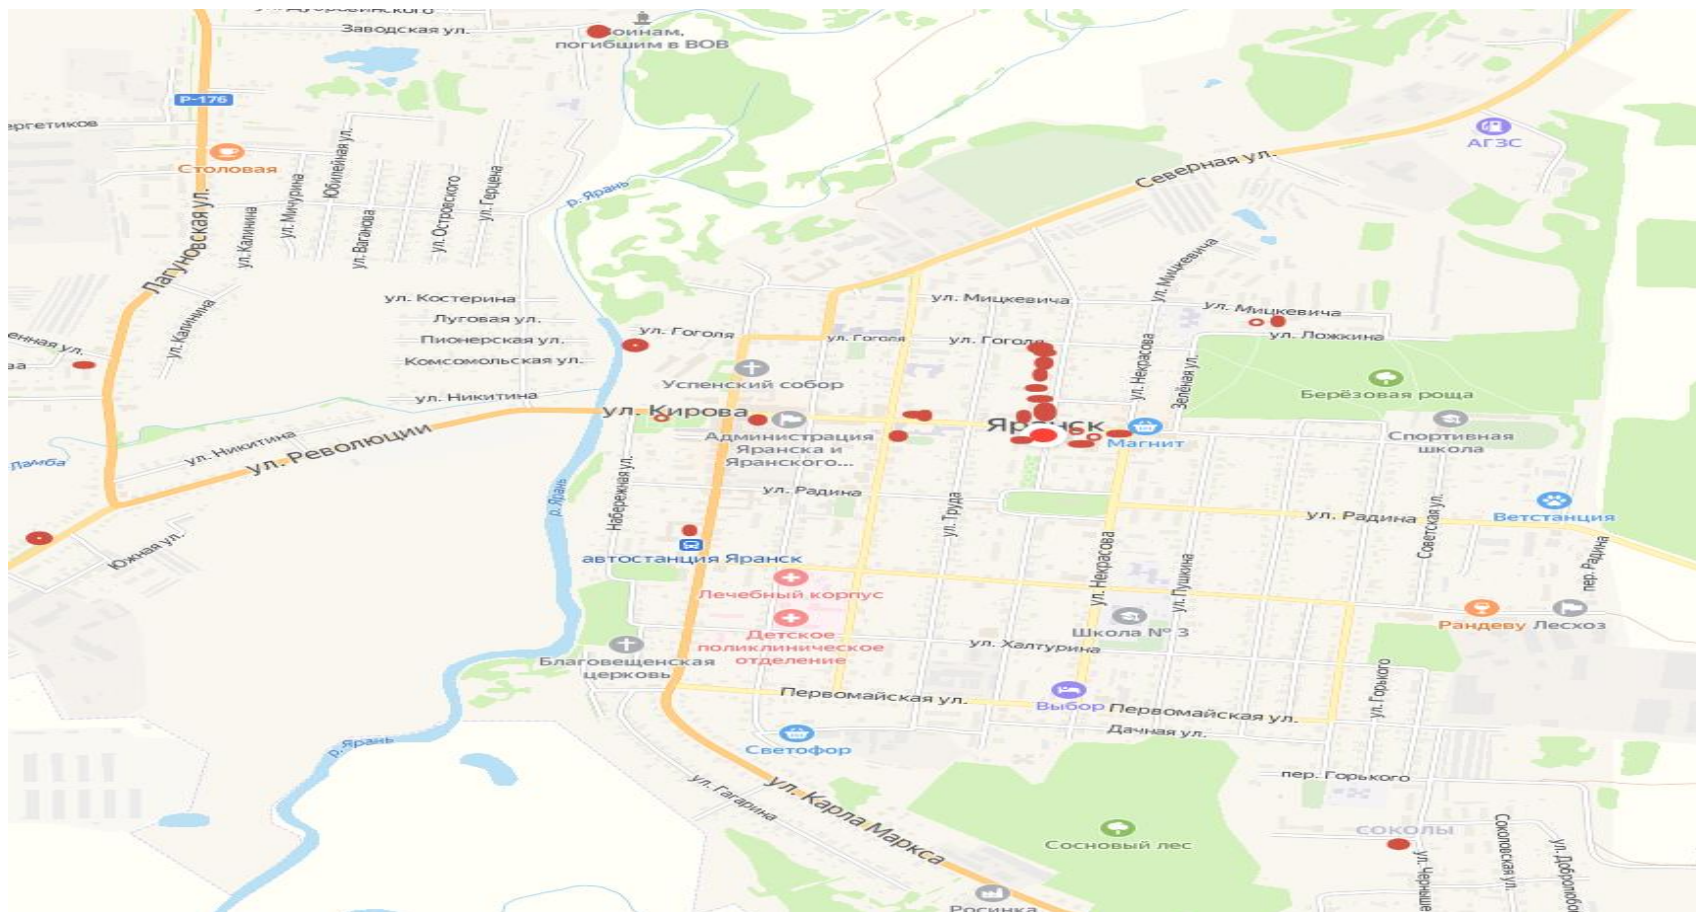 Заводская ул.
Воинам,
погибшим в ВОВ
Р-176
Столовая
АГЗС
Северная ул.
ул. Мичурина
Юбилейная ул.
ул. Калинина
ул. Ваганова
ул. Островского
ул. Герцена
р. Ярань
Лагуновская ул.
ул. Калинина
ул. Костерина
Луговая ул.
Пионерская ул.
Комсомольская ул.
ул. Никитина
ул. Гоголя
ул. Гоголя
ул. Гоголя
ул. Мицкевича
ул. Мицкевича
ул. Мицкевича
ул. Ложкина
ул. Некрасова
Зелёная ул.
Берёзовая роща
Успенский собор
ул. Кирова
Администрация
Яранска и
Яранского...
Яранск
Магнит
Спортивная
школа
ул. Никитина
ул. Революции
Ламба
р. Ярань
Набережная ул.
ул. Радина
ул. Труда
ул. Радина
Советская ул.
Ветстанция
пер. Радина
Южная ул.
автостанция Яранск
Лечебный корпус
Детское
поликлиническое
отделение
ул. Некрасова
ул. Пушкина
Школа № 3
Рандеву
Лесхоз
Благовещенская
церковь
ул. Халтурина
Первомайская ул.
Выбор
Первомайская ул.
ул. Горького
Дачная ул.
Светофор
р. Ярань
ул. Гагарина
ул. Карла Маркса
пер. Горького
Сосновый лес
СОКОЛЫ
Соколовская ул.
Росинка